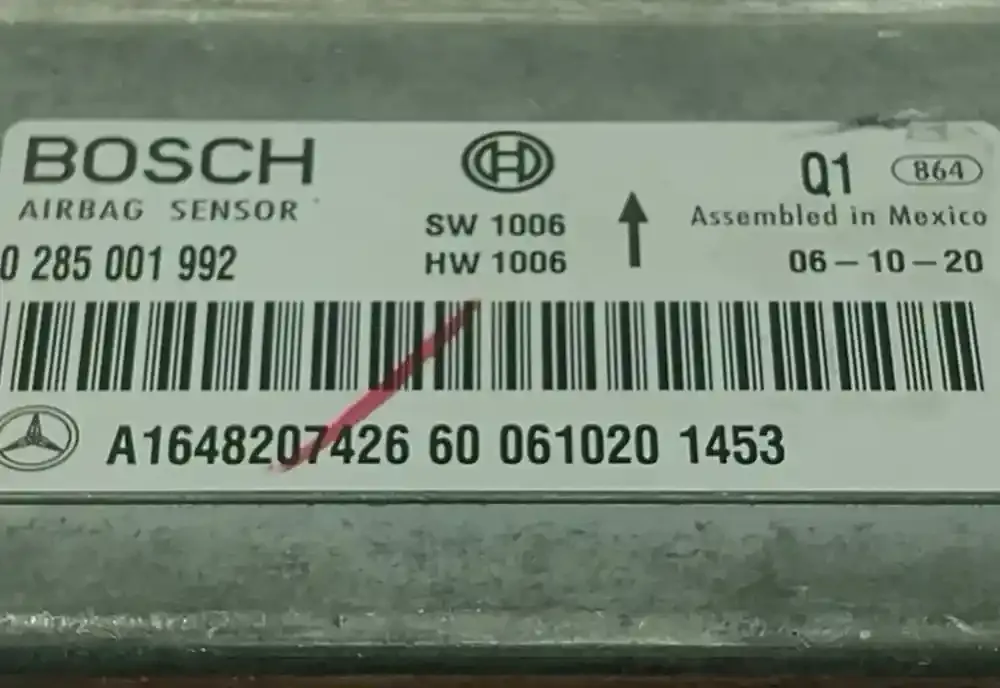 BOSCH
AIRBAG SENSOR
0 285 001 992
SW 1006
HW 1006
Q1 864
Assembled in Mexico
06-10-20
A1648207426 60 061020 1453